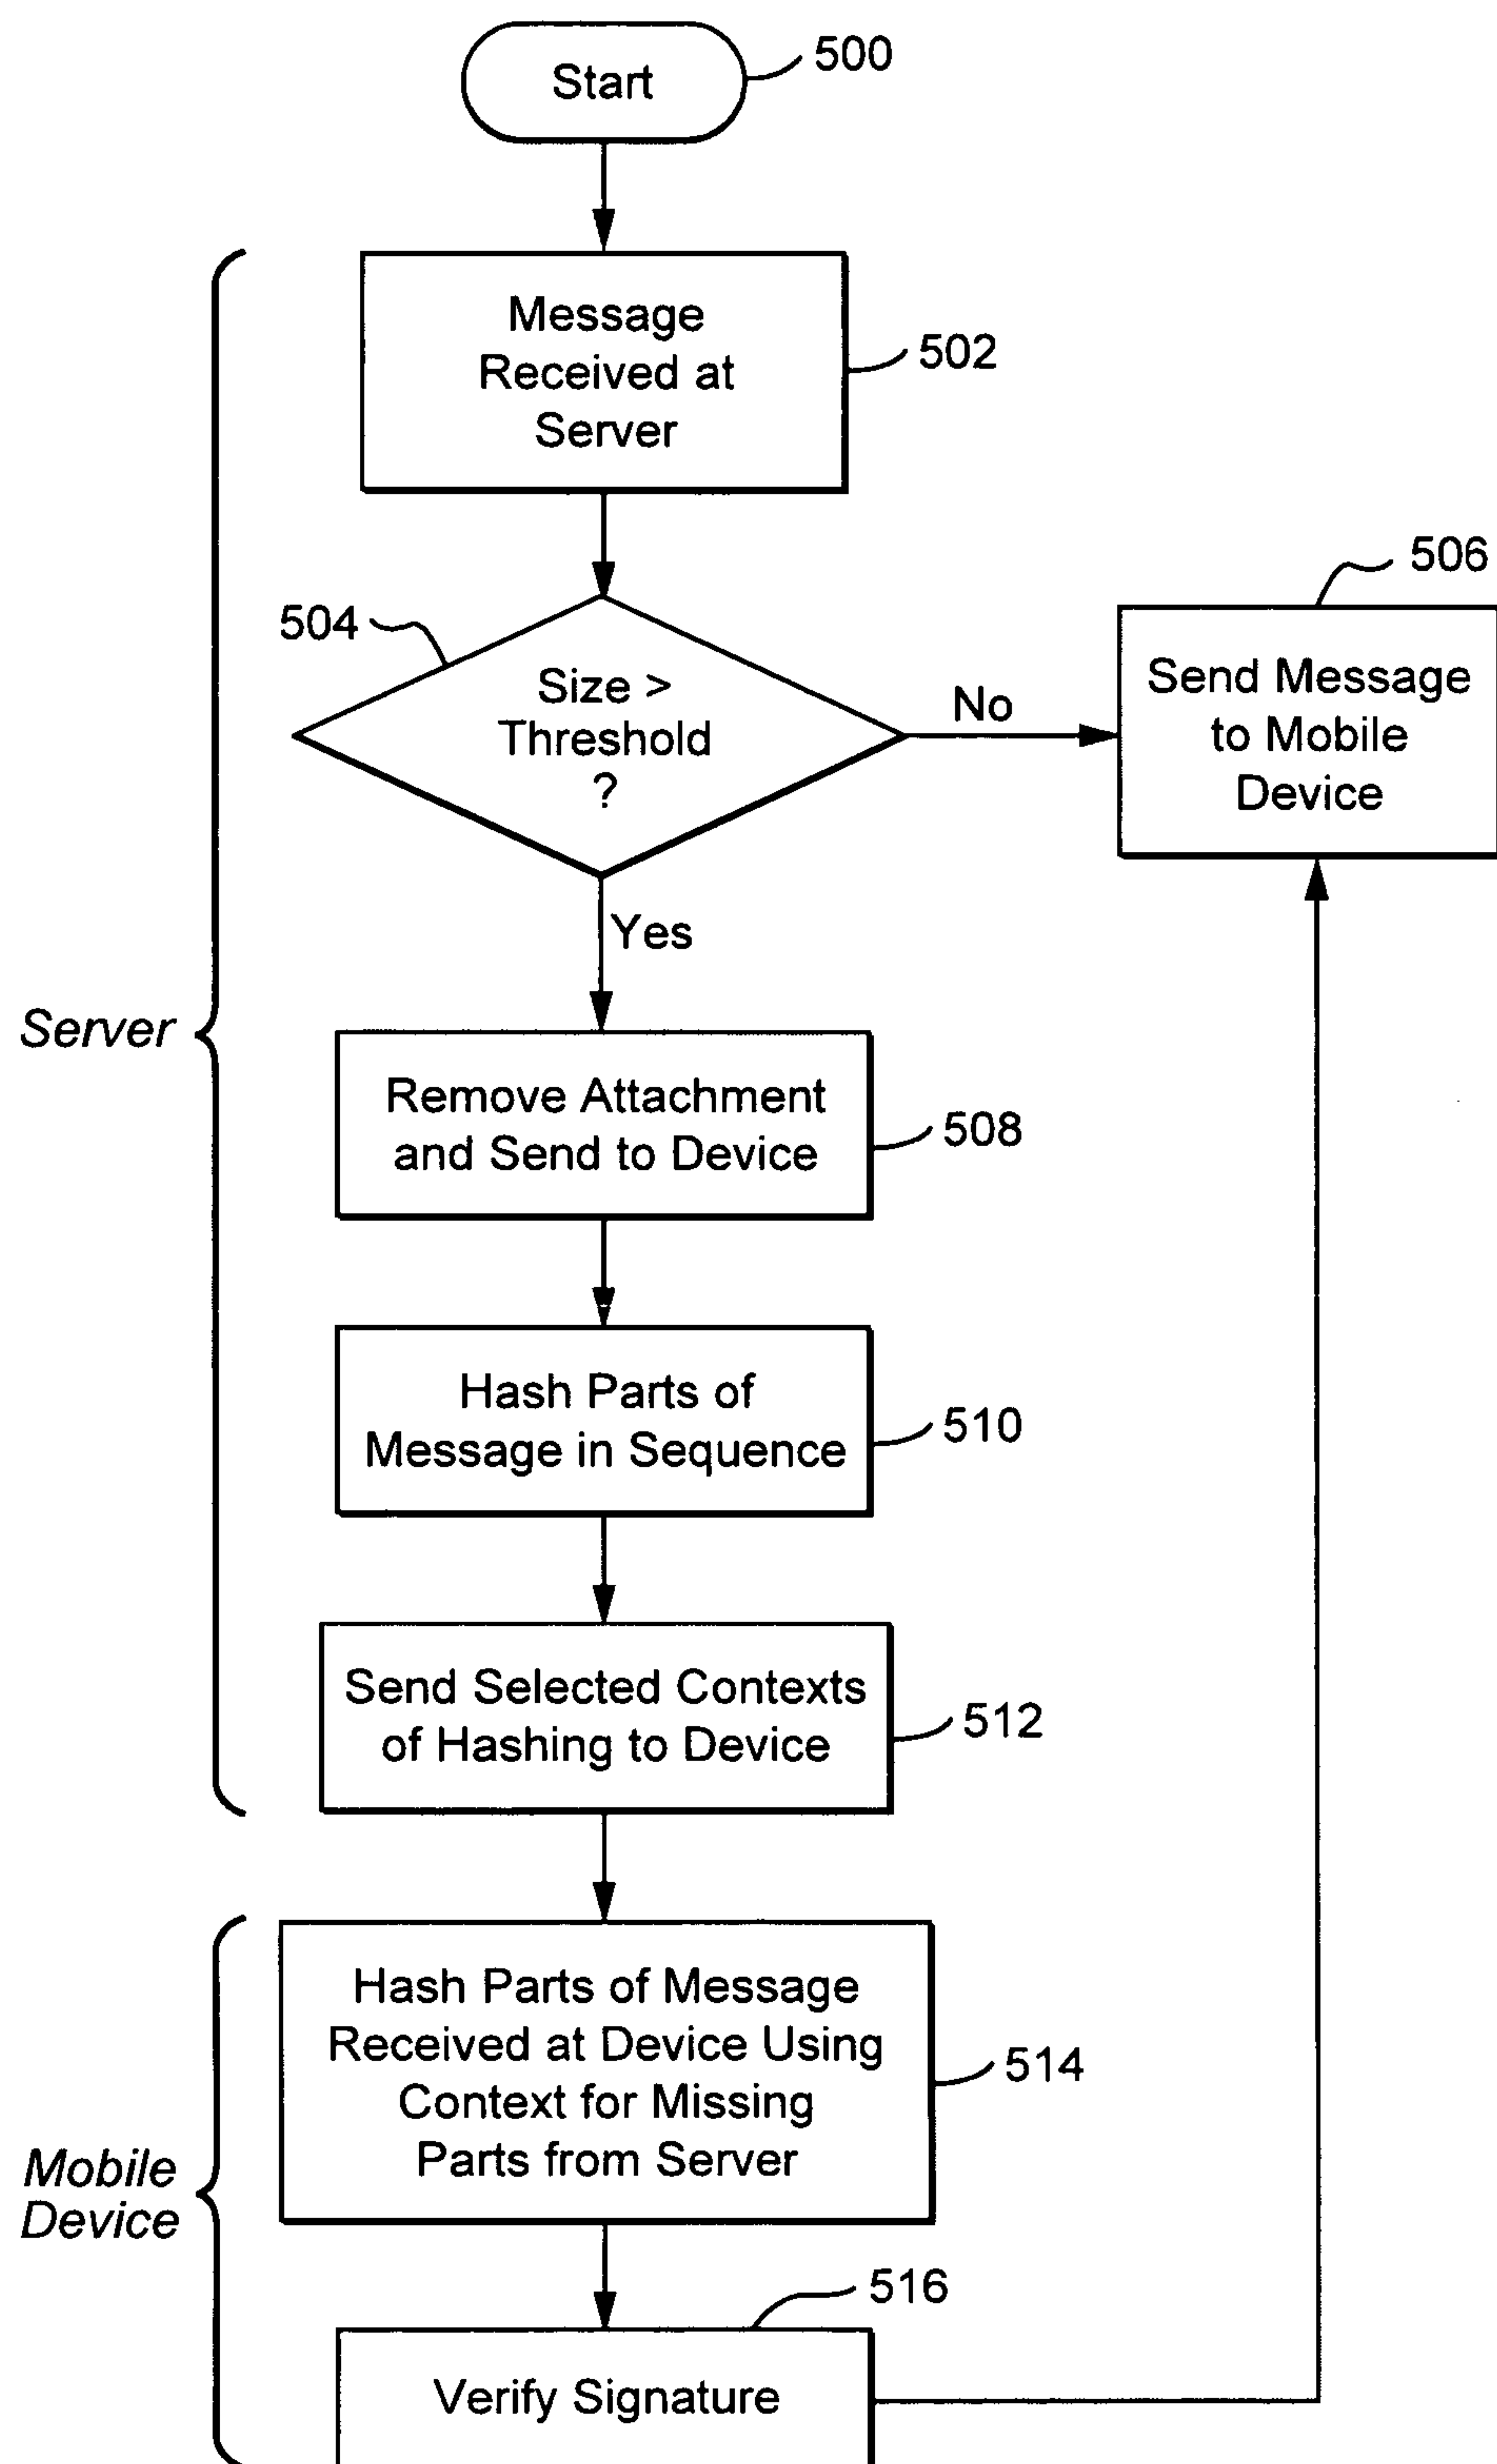 Start
500
Message
Received at
Server
502
504
Size >
Threshold
?
No
506
Send Message
to Mobile
Device
Yes
Server
Remove Attachment
and Send to Device
508
Hash Parts of
Message in Sequence
510
Send Selected Contexts
of Hashing to Device
512
Hash Parts of Message
Received at Device Using
Context for Missing
Parts from Server
514
Mobile
Device
516
Verify Signature